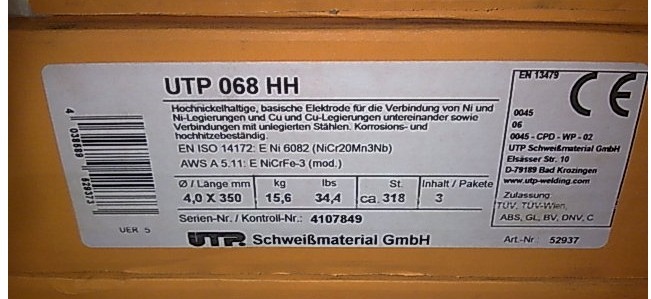 UTP 068 HH
Hochnickelhaltige, basische Elektrode für die Verbindung von Ni und
Ni-Legierungen und Cu und Cu-Legierungen untereinander sowie
Verbindungen mit unlegierten Stählen. Korrosions- und
hochhitzebeständig.
EN ISO 14172: E Ni 6082 (NiCr20Mn3Nb)
AWS A 5.11: E NiCrFe-3 (mod.)
Ø / Länge mm kg lbs St. Inhalt / Pakete
4,0 X 350 15,6 34,4 ca. 318 3
Serien-Nr. / Kontroll-Nr.: 4107849
VER. 5
UTP Schweißmaterial GmbH
EN 13479
CE
0045
06
0045 - CPD - WP - 02
UTP Schweißmaterial GmbH
Elsässer Str. 10
D-79189 Bad Krozingen
www.utp-welding.com
Zulassung
TÜV, TÜV-Wien,
ABS, GL, BV, DNV, C
Art.-Nr. 52937